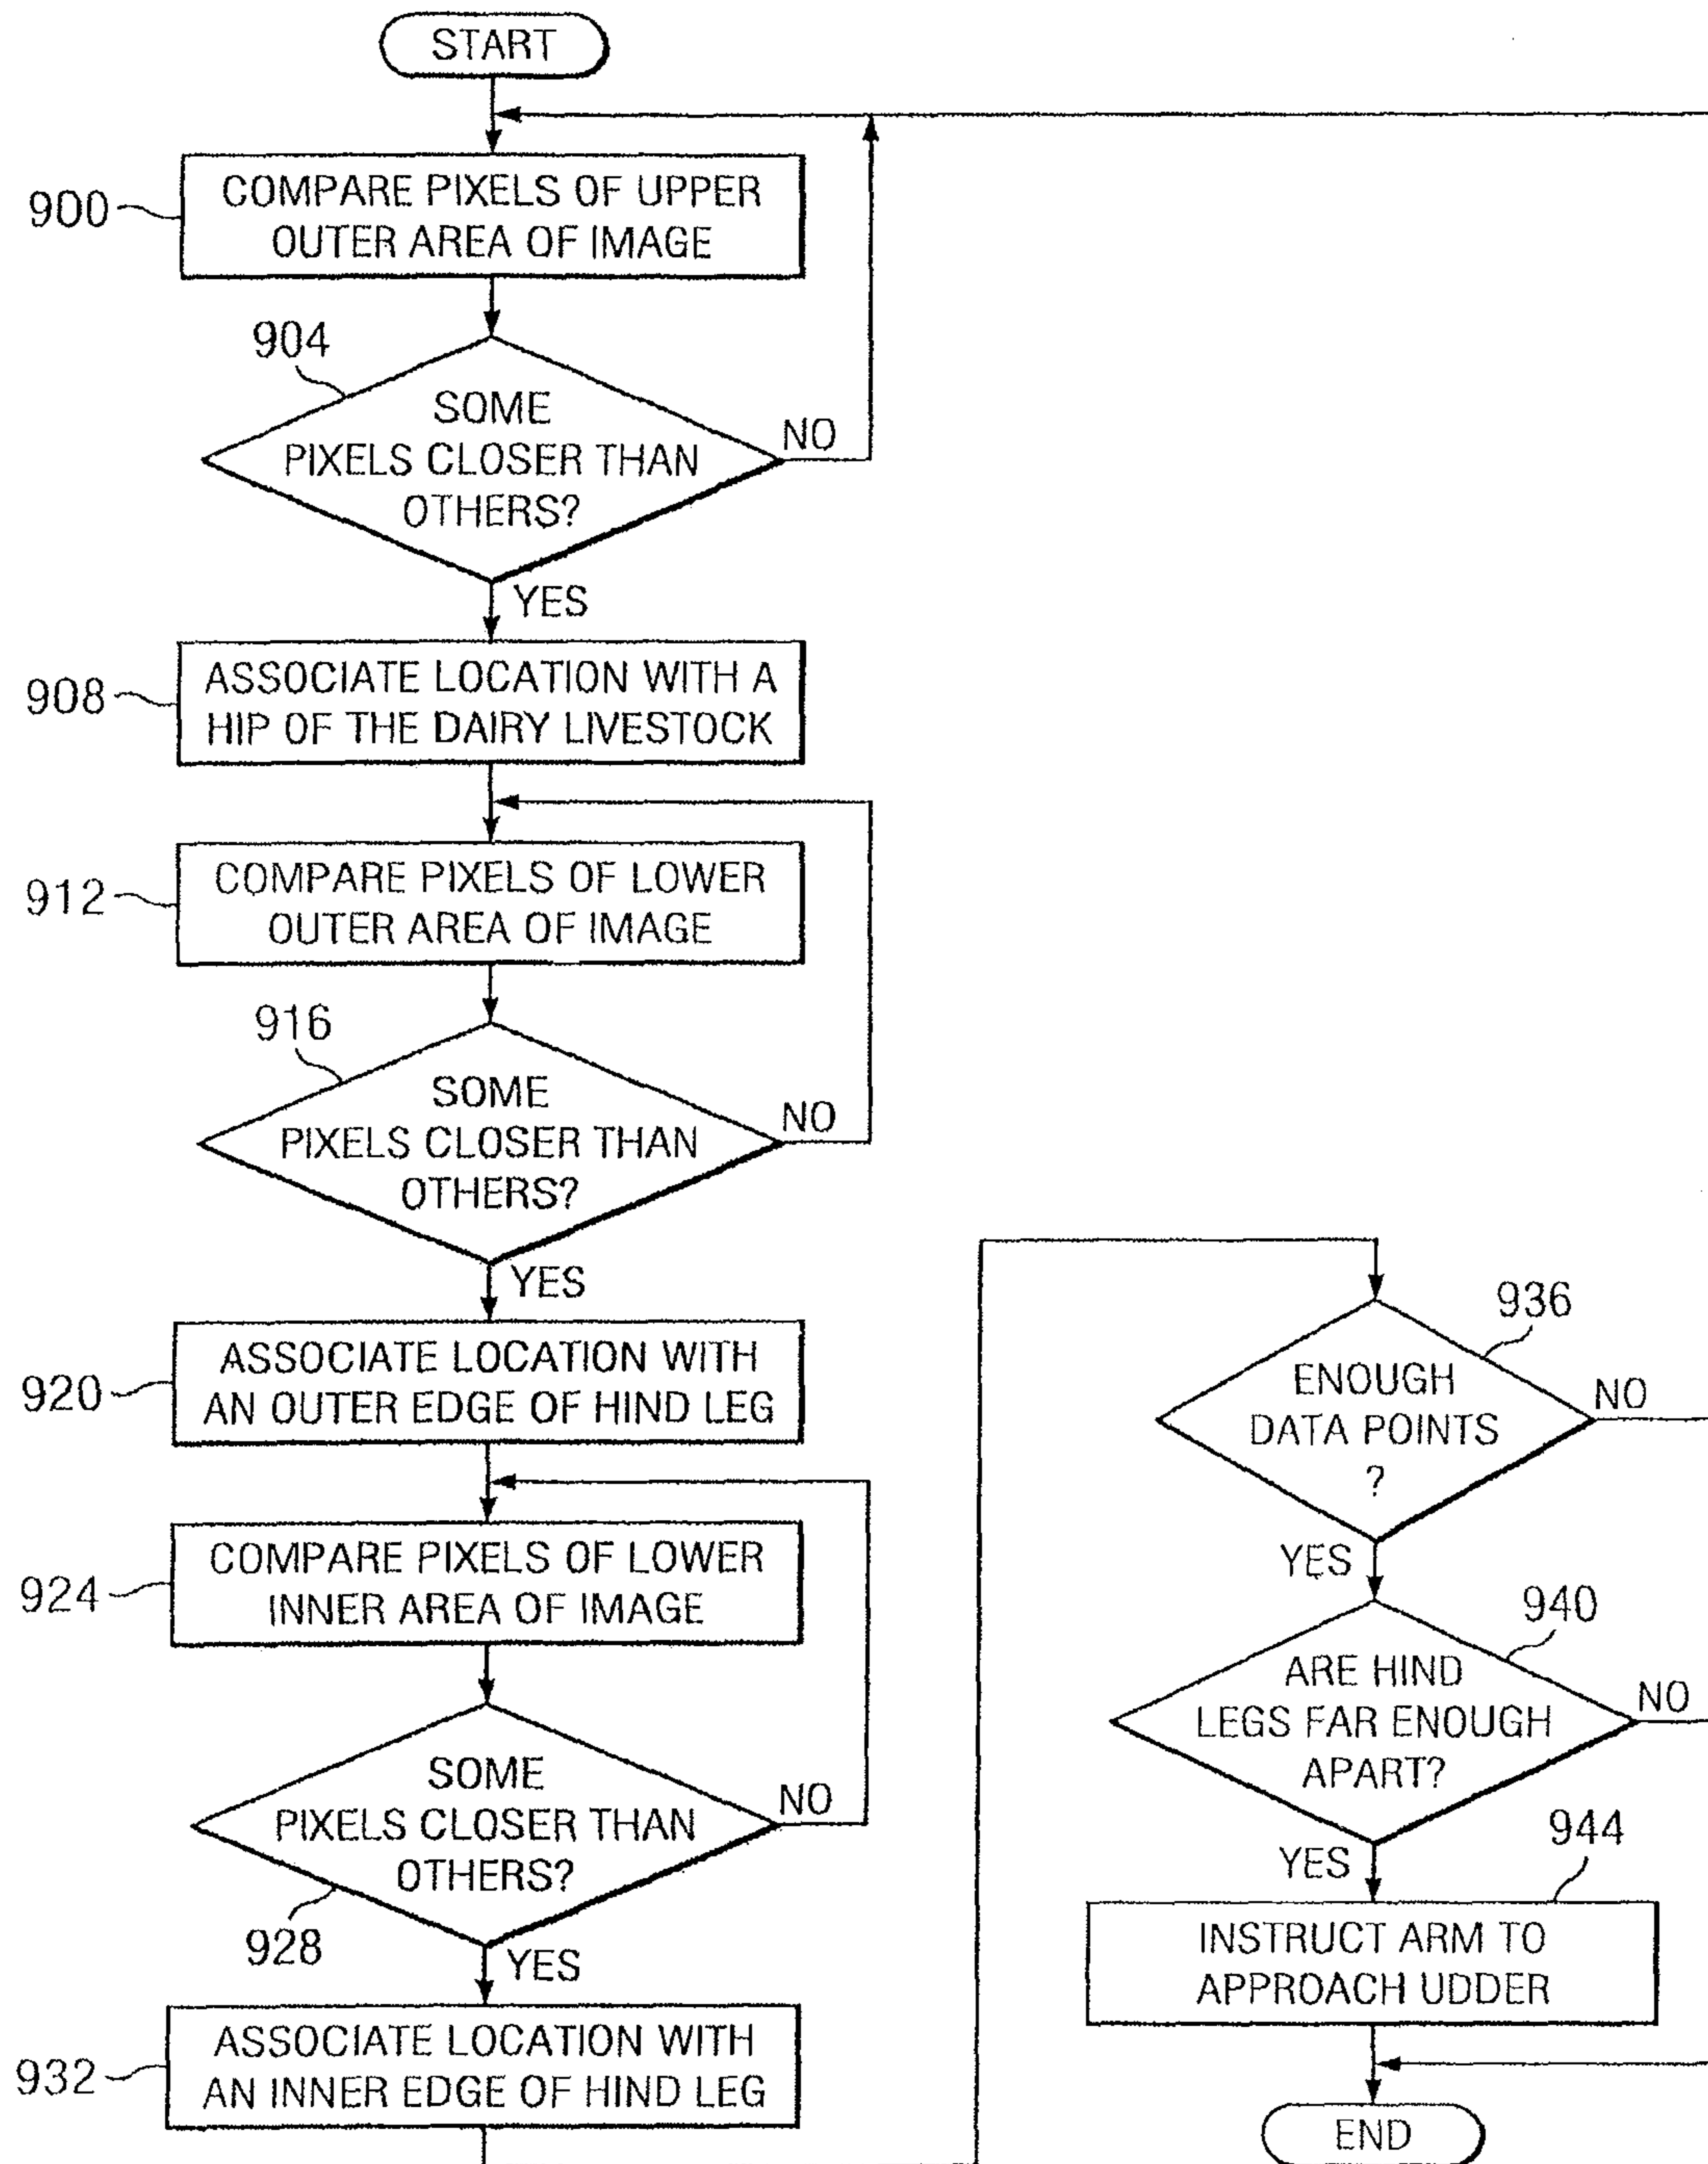 START
900
COMPARE PIXELS OF UPPER
OUTER AREA OF IMAGE
904
SOME
PIXELS CLOSER THAN
OTHERS?
NO
YES
908
ASSOCIATE LOCATION WITH A
HIP OF THE DAIRY LIVESTOCK
912
COMPARE PIXELS OF LOWER
OUTER AREA OF IMAGE
916
SOME
PIXELS CLOSER THAN
OTHERS?
NO
YES
920
ASSOCIATE LOCATION WITH
AN OUTER EDGE OF HIND LEG
924
COMPARE PIXELS OF LOWER
INNER AREA OF IMAGE
SOME
PIXELS CLOSER THAN
OTHERS?
NO
928
YES
932
ASSOCIATE LOCATION WITH
AN INNER EDGE OF HIND LEG
936
ENOUGH
DATA POINTS
?
NO
YES
940
ARE HIND
LEGS FAR ENOUGH
APART?
NO
YES
944
INSTRUCT ARM TO
APPROACH UDDER
END